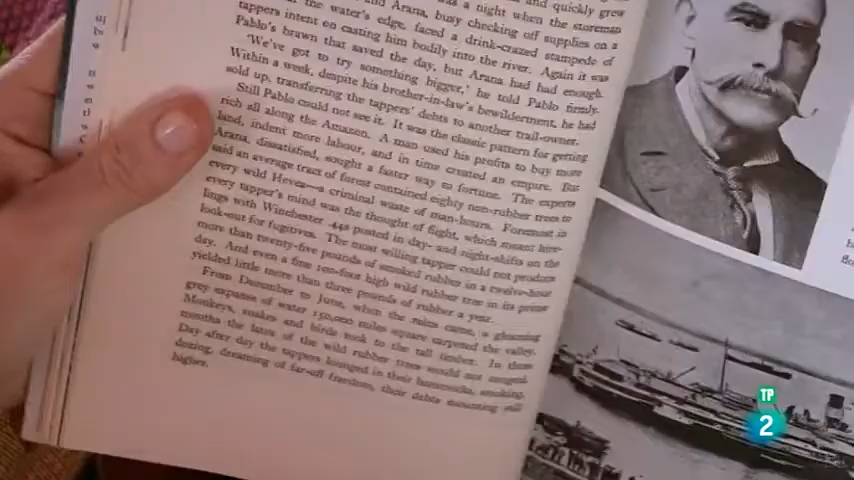 and quickly grew
was a night when the storeman
and Arana, busy checking off supplies on a
the water's edge, faced a drink-crazed stampede of
tappers intent on casting him bodily into the river. Again it was
Pablo's brawn that saved the day, but Arana had had enough.
'We've got to try something bigger,' he told Pablo firmly.
Within a week, despite his brother-in-law's bewilderment, he had
sold up, transferring the tappers' debts to another trail-owner.
Still Pablo could not see it. It was the classic pattern for getting
rich all along the Amazon. A man used his profits to buy more
land, indent more labour, and in time created an empire. But
Arana, dissatisfied, sought a faster way to fortune. The experts
said an average tract of forest contained eighty non-rubber trees to
every wild Hevea—a criminal waste of man-hours. Foremost in
every tapper's mind was the thought of flight, which meant hire-
lings with Winchester .44s posted in day- and night-shifts on the
look-out for fugitives. The most willing tapper could not produce
more than twenty-five pounds of smoked rubber in a twelve-hour
day. And even a fine 100-foot high wild rubber tree in its prime
yielded little more than three pounds of rubber a year.
From December to June, when the rains came, a gleaming
grey expanse of water 150,000 miles square carpeted the valley.
Monkeys, snakes and birds took to the tall timber. In these
months the latex of the wild rubber trees would not congeal.
Day after day the tappers lounged in their hammocks, smoking,
dozing, dreaming of far-off freedom, their debts mounting still
higher.
TP
2